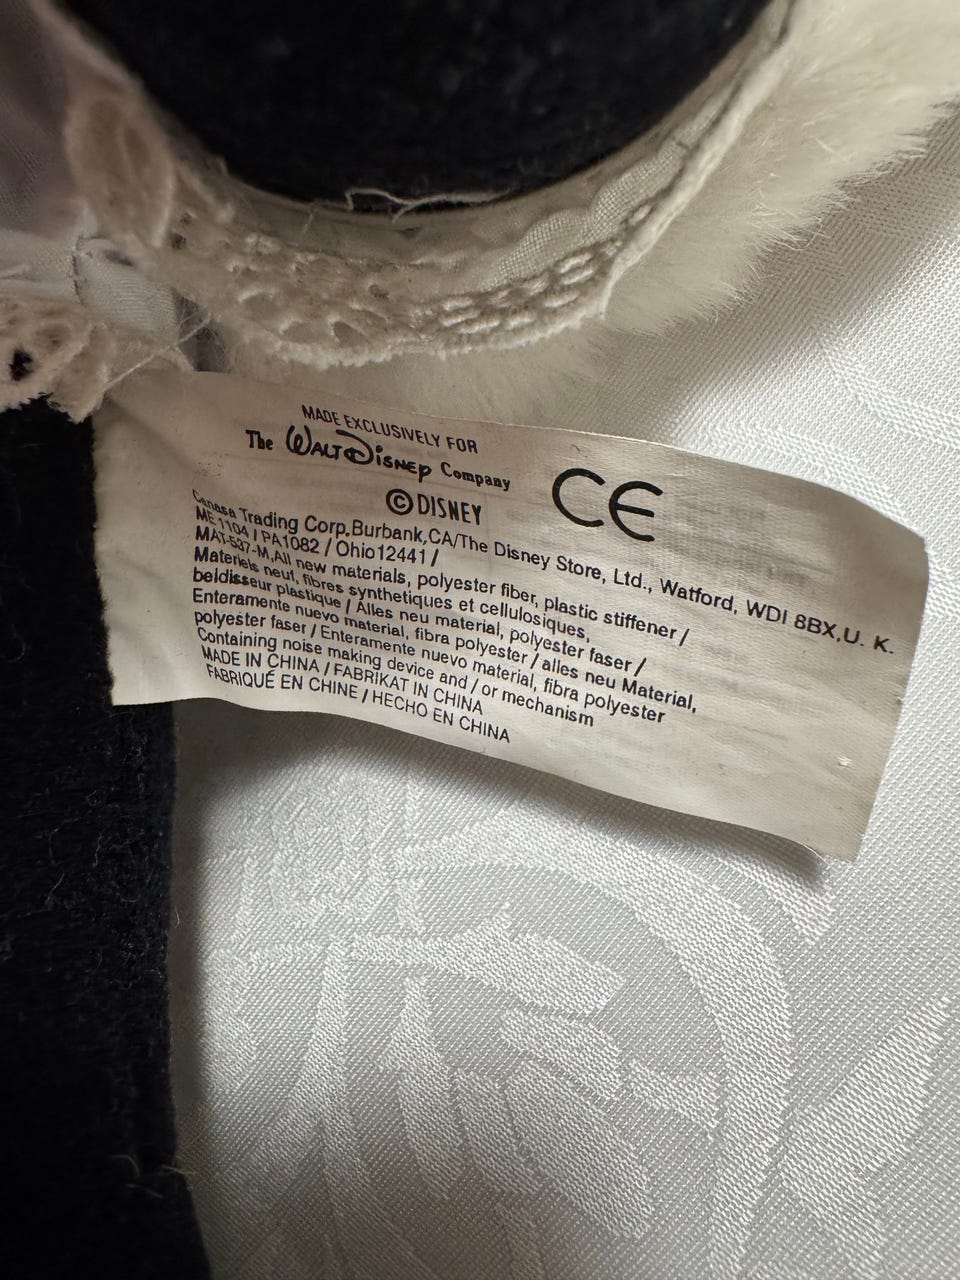 MADE EXCLUSIVELY FOR
The WALT DISNEY Company
© DISNEY
CE
Canasa Trading Corp.Burbank,CA/The Disney Store, Ltd., Watford, WDI 8BX,U. K.
ME 1104 / PA1082 / Ohio12441 /
MAT-537-M,All new materials, polyester fiber, plastic stiffener /
Materiels neuf, fibres synthetiques et cellulosiques,
beldisseur plastique / Alles neu material, polyester faser /
Enteramente nuevo material, fibra polyester / alles neu Material,
polyester faser / Enteramente nuevo material, fibra polyester
Containing noise making device and / or mechanism
MADE IN CHINA / FABRIKAT IN CHINA
FABRIQUÉ EN CHINE / HECHO EN CHINA